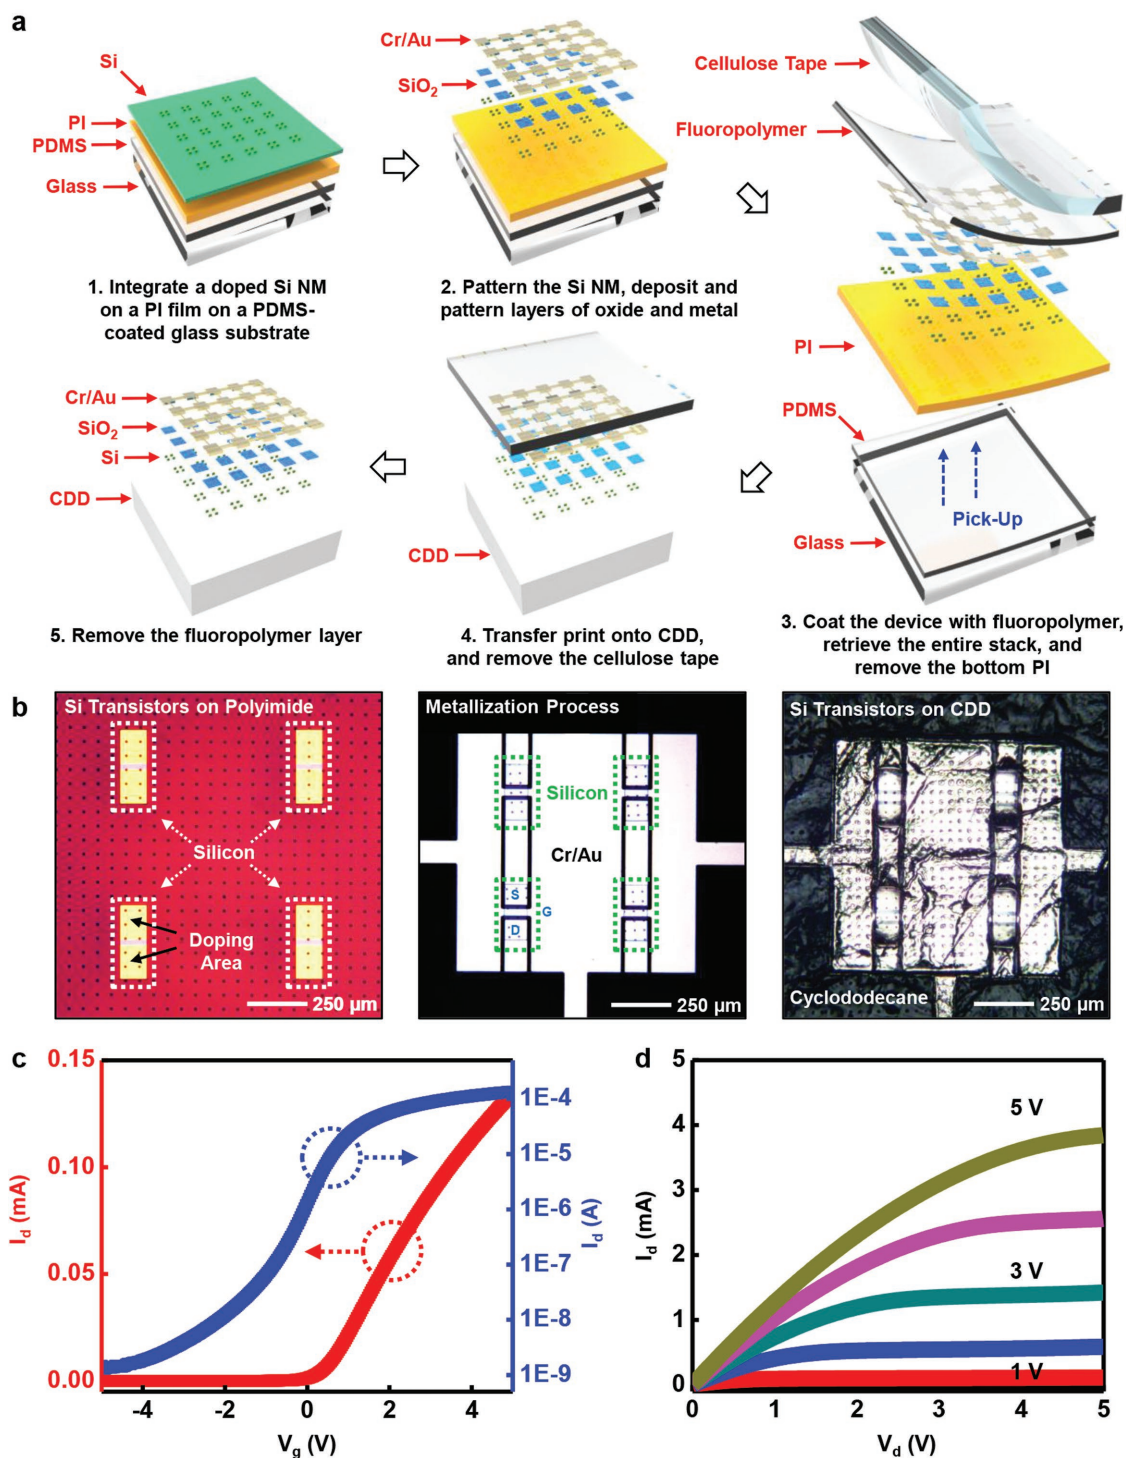 a
Si
PI
PDMS
Glass
1. Integrate a doped Si NM
on a PI film on a PDMS-
coated glass substrate
Cr/Au
SiO2
2. Pattern the Si NM, deposit and
pattern layers of oxide and metal
Cellulose Tape
Fluoropolymer
PI
PDMS
Pick-Up
Glass
3. Coat the device with fluoropolymer,
retrieve the entire stack, and
remove the bottom PI
CDD
4. Transfer print onto CDD,
and remove the cellulose tape
Cr/Au
SiO2
Si
CDD
5. Remove the fluoropolymer layer
b
Si Transistors on Polyimide
Silicon
Doping
Area
250 µm
Metallization Process
Silicon
Cr/Au
S
G
D
250 µm
Si Transistors on CDD
Cyclododecane
250 µm
c
0.15
0.10
0.05
0.00
Id (mA)
1E-4
1E-5
1E-6
1E-7
1E-8
1E-9
Id (A)
-4
-2
0
2
4
Vg (V)
d
5
4
3
2
1
0
Id (mA)
5 V
3 V
1 V
0
1
2
3
4
5
Vd (V)